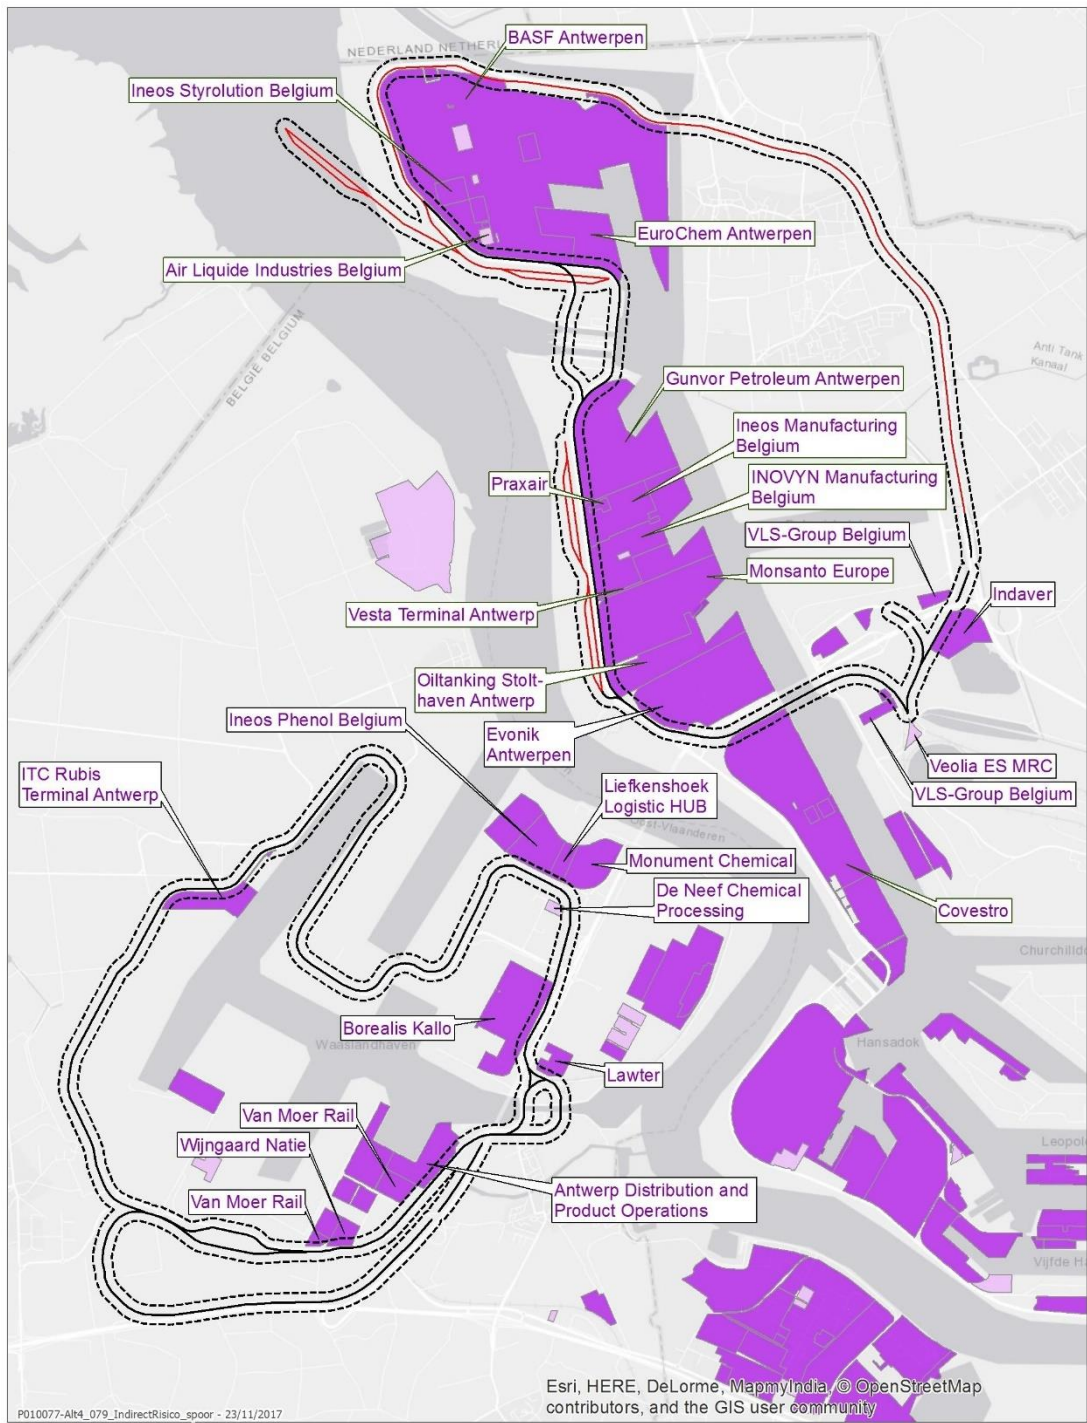 BASF Antwerpen
NEDERLAND NETHERL
Ineos Styrolution Belgium
EuroChem Antwerpen
Air Liquide Industries Belgium
BELGIË BELGIUM
Anti Tank
Kanaal
Gunvor Petroleum Antwerpen
Ineos Manufacturing
Belgium
INOVYN Manufacturing
Belgium
Praxair
VLS-Group Belgium
Monsanto Europe
Indaver
Vesta Terminal Antwerp
Oiltanking Stolt-
haven Antwerp
Ineos Phenol Belgium
Evonik
Antwerpen
Veolia ES MRC
VLS-Group Belgium
ITC Rubis
Terminal Antwerp
Liefkenshoek
Logistic HUB
Oost-Vlaanderen
Monument Chemical
De Neef Chemical
Processing
Covestro
Churchilldo
Borealis Kallo
Waaslandhaven
Hansadok
Lawter
Van Moer Rail
Wijngaard Natie
Leopold
Van Moer Rail
Antwerp Distribution and
Product Operations
Vijfde Ha
Esri, HERE, DeLorme, MapmyIndia, © OpenStreetMap
contributors, and the GIS user community
P010077-Alt4_079_IndirectRisico_spoor - 23/11/2017